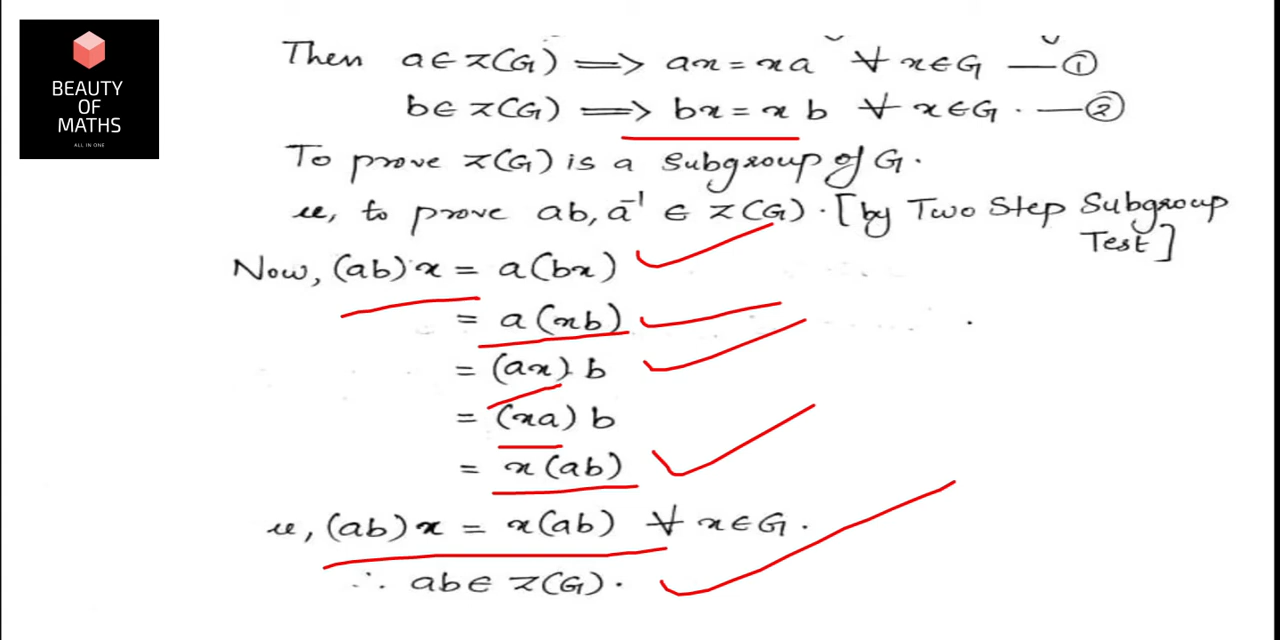 BEAUTY
OF
MATHS
ALL IN ONE
Then a ∈ Z(G) ⟹ ax = xa ∀ x∈G —①
b ∈ Z(G) ⟹ bx = x b ∀ x∈G. —②
To prove Z(G) is a Subgroup of G.
ie, to prove ab, a⁻¹ ∈ Z(G). [by Two Step Subgroup
Test]
Now, (ab)x = a(bx)
= a(xb)
= (ax) b
= (xa) b
= x(ab)
ie, (ab)x = x(ab) ∀ x∈G.
∴ ab ∈ Z(G).